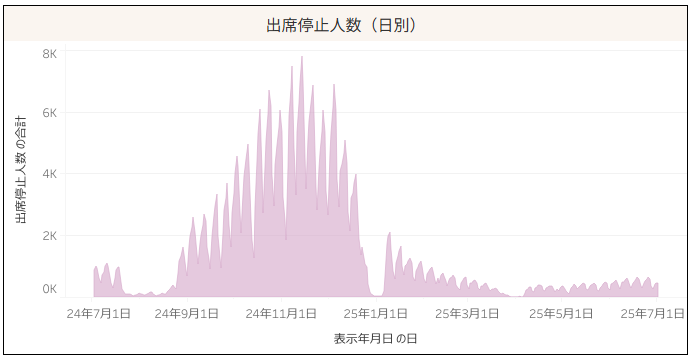 出席停止人数（日別）
8K
6K
4K
2K
0K
出席停止人数 の合計
24年7月1日 24年9月1日 24年11月1日 25年1月1日 25年3月1日 25年5月1日 25年7月1日
表示年月日 の日